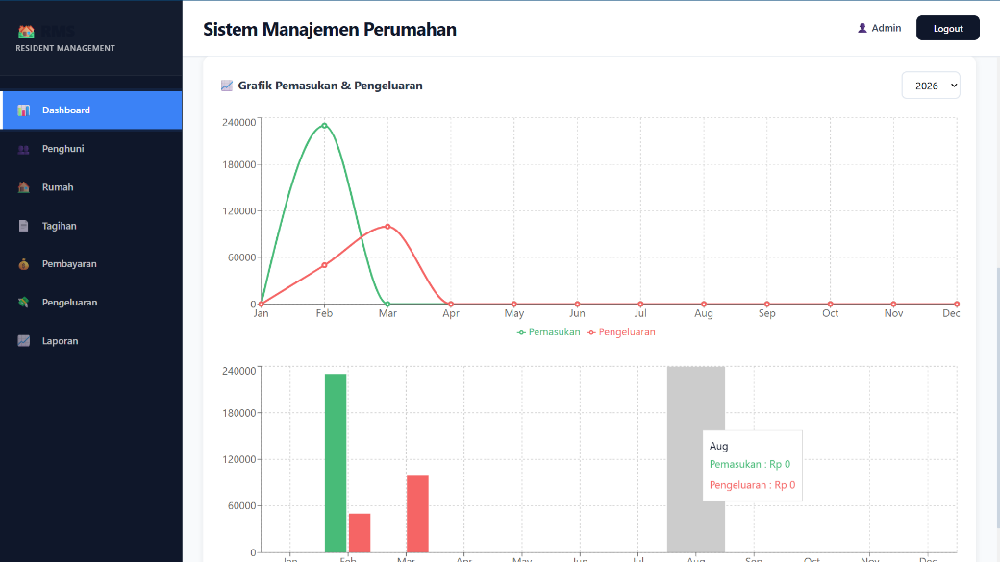 RMS
RESIDENT MANAGEMENT
Dashboard
Penghuni
Rumah
Tagihan
Pembayaran
Pengeluaran
Laporan
Sistem Manajemen Perumahan
Admin
Logout
Grafik Pemasukan & Pengeluaran
2026
240000
180000
120000
60000
0
Jan Feb Mar Apr May Jun Jul Aug Sep Oct Nov Dec
Pemasukan Pengeluaran
240000
180000
120000
60000
0
Aug
Pemasukan : Rp 0
Pengeluaran : Rp 0
Jan Feb Mar Apr May Jun Jul Aug Sep Oct Nov Dec